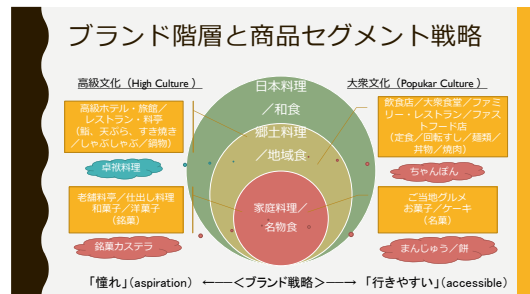 ブランド階層と商品セグメント戦略
高級文化（High Culture）
大衆文化（Popukar Culture ）
高級ホテル・旅館／
レストラン・料亭
（鮨、天ぷら、すき焼き
／しゃぶしゃぶ／鍋物）
卓袱料理
老舗料亭／仕出し料理
和菓子／洋菓子
（銘菓）
銘菓カステラ
日本料理
／和食
郷土料理
／地域食
家庭料理／
名物食
飲食店／大衆食堂／ファミ
リー・レストラン／ファス
トフード店
（定食／回転すし／麺類／
丼物／焼肉）
ちゃんぽん
ご当地グルメ
お菓子／ケーキ
（名菓）
まんじゅう／餅
「憧れ」（aspiration） ←──＜ブランド戦略＞──→ 「行きやすい」（accessible）